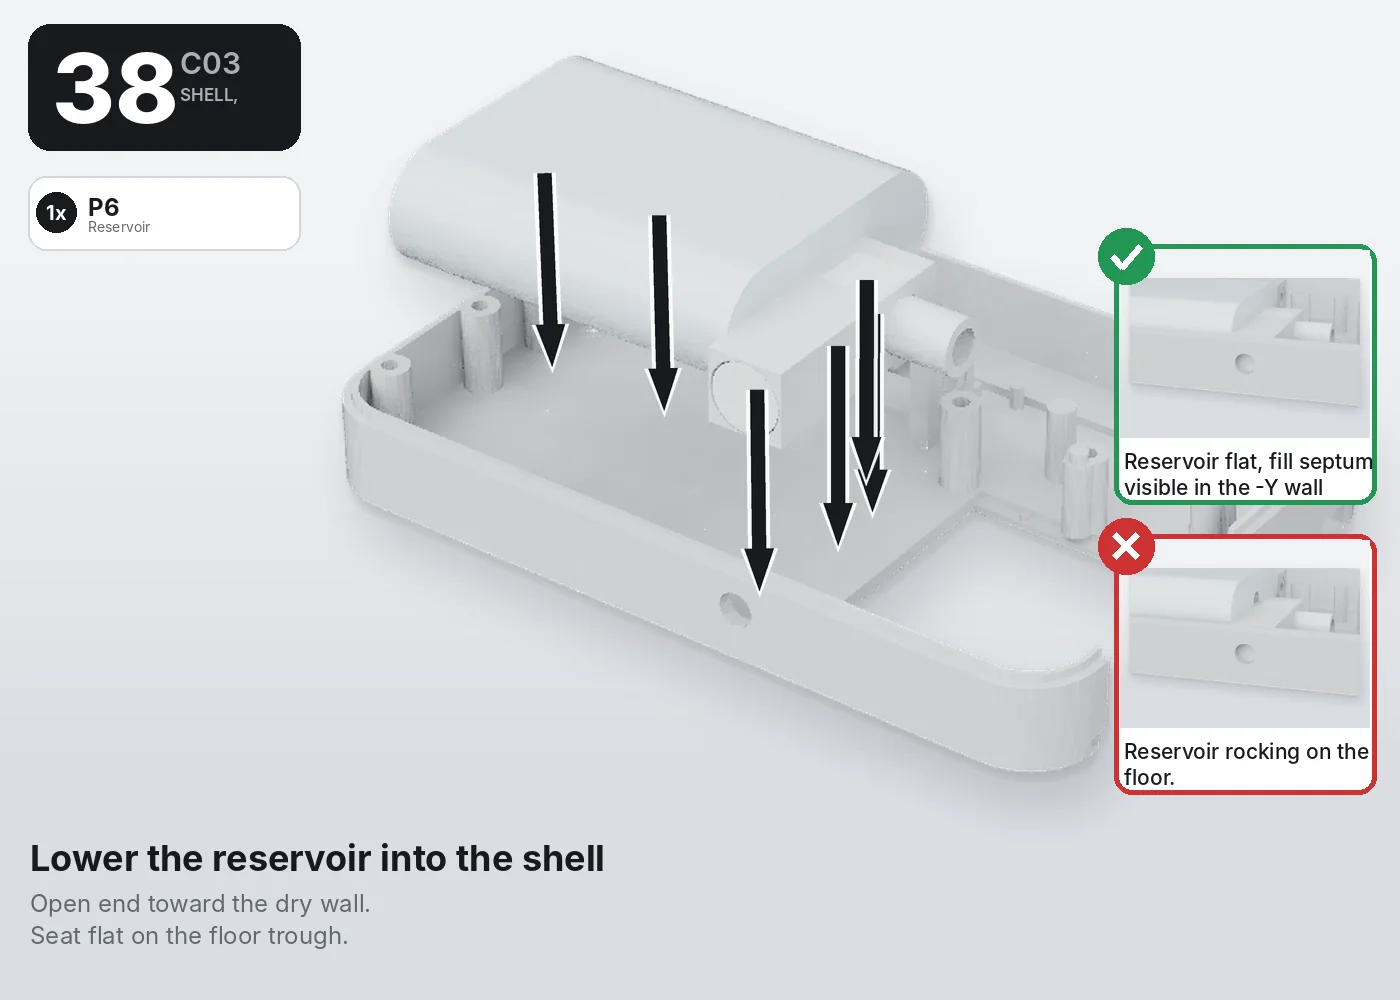 38
C03
SHELL,
1x
P6
Reservoir
Reservoir flat, fill septum
visible in the -Y wall
Reservoir rocking on the
floor.
Lower the reservoir into the shell
Open end toward the dry wall.
Seat flat on the floor trough.